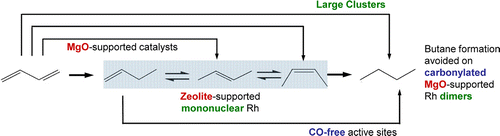 Large Clusters
MgO-supported catalysts
Zeolite-supported
mononuclear Rh
CO-free active sites
Butane formation
avoided on
carbonylated
MgO-supported
Rh dimers